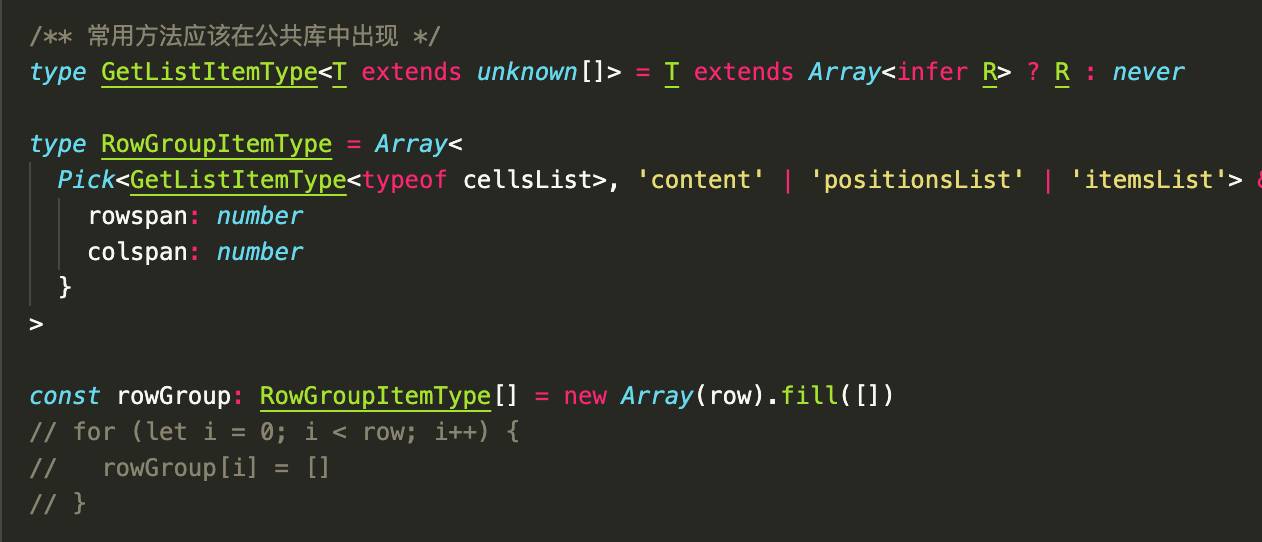 /** 常用方法应该在公共库中出现 */
type GetListItemType<T extends unknown[]> = T extends Array<infer R> ? R : never
type RowGroupItemType = Array<
Pick<GetListItemType<typeof cellsList>, 'content' | 'positionsList' | 'itemsList'> &
rowspan: number
colspan: number
}
>
const rowGroup: RowGroupItemType[] = new Array(row).fill([])
// for (let i = 0; i < row; i++) {
//   rowGroup[i] = []
// }